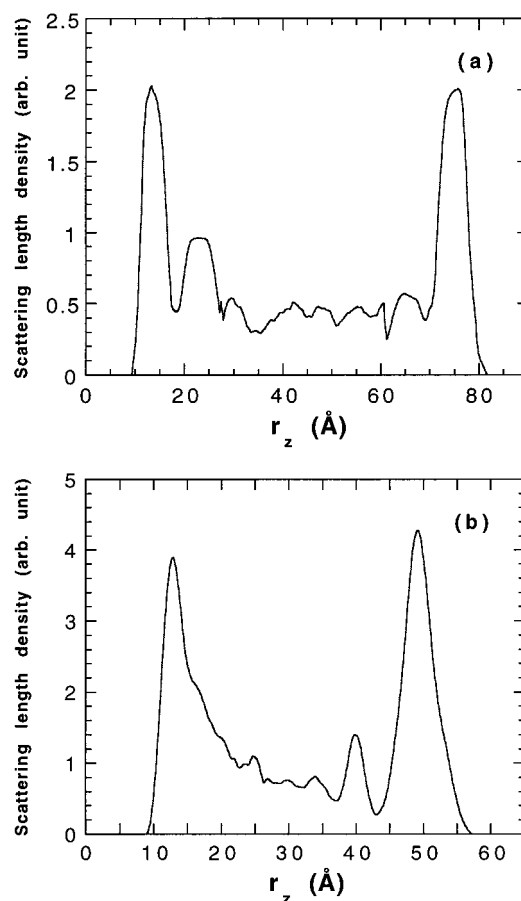 Scattering length density (arb. unit)
2.5
2
1.5
1
0.5
0
(a)
0 20 40 60 80
r_z (Å)
Scattering length density (arb. unit)
5
4
3
2
1
0
(b)
0 10 20 30 40 50 60
r_z (Å)